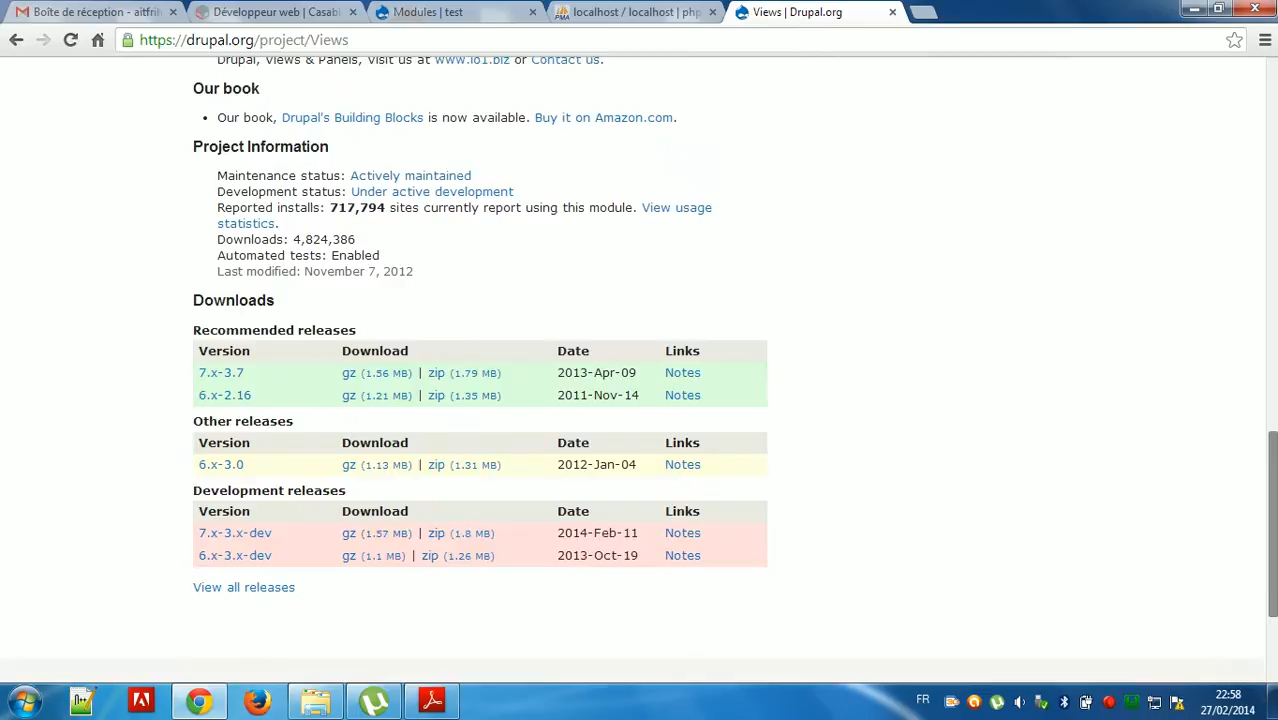 Boîte de réception - aitfrih
Développeur web | Casabl
Modules | test
localhost / localhost | php
Views | Drupal.org
https://drupal.org/project/Views
Drupal, Views & Panels, visit us at www.io1.biz or Contact us.
Our book
• Our book, Drupal's Building Blocks is now available. Buy it on Amazon.com.
Project Information
Maintenance status: Actively maintained
Development status: Under active development
Reported installs: 717,794 sites currently report using this module. View usage
statistics.
Downloads: 4,824,386
Automated tests: Enabled
Last modified: November 7, 2012
Downloads
Recommended releases
Version Download Date Links
7.x-3.7 gz (1.56 MB) | zip (1.79 MB) 2013-Apr-09 Notes
6.x-2.16 gz (1.21 MB) | zip (1.35 MB) 2011-Nov-14 Notes
Other releases
Version Download Date Links
6.x-3.0 gz (1.13 MB) | zip (1.31 MB) 2012-Jan-04 Notes
Development releases
Version Download Date Links
7.x-3.x-dev gz (1.57 MB) | zip (1.8 MB) 2014-Feb-11 Notes
6.x-3.x-dev gz (1.1 MB) | zip (1.26 MB) 2013-Oct-19 Notes
View all releases
FR
22:58
27/02/2014